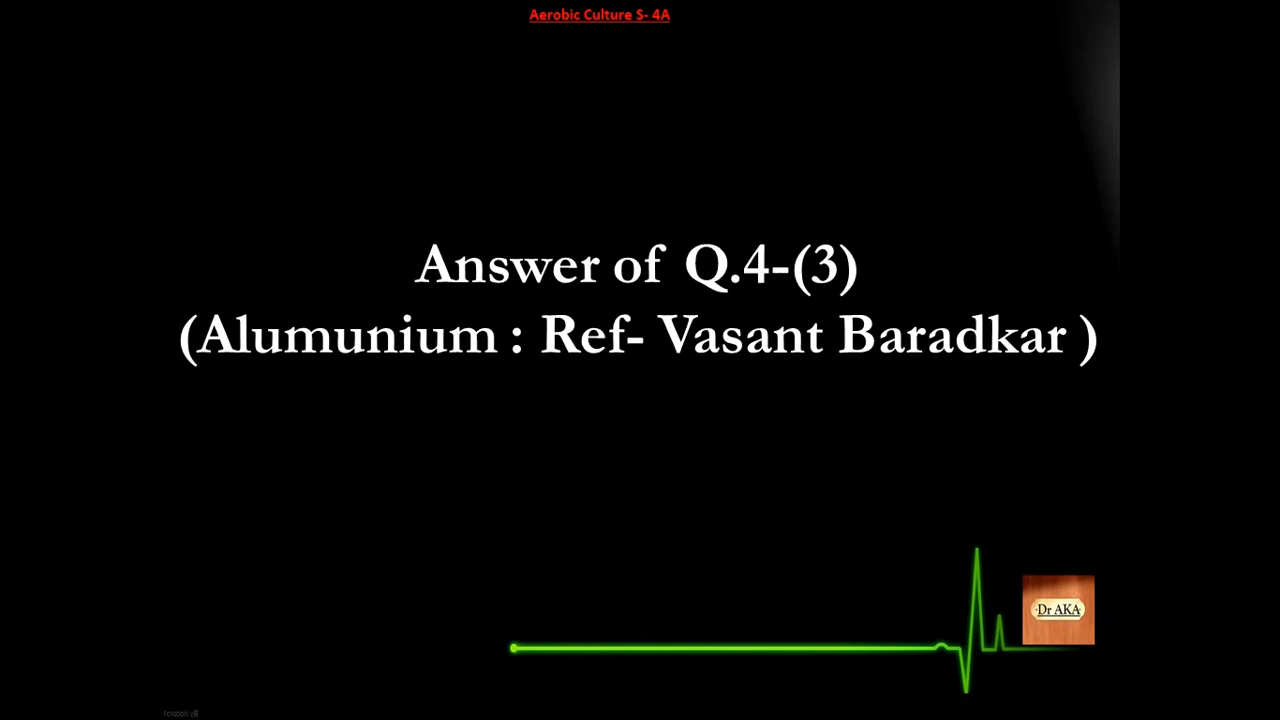 Aerobic Culture S- 4A
Answer of Q.4-(3)
(Alumunium : Ref- Vasant Baradkar )
Dr AKA